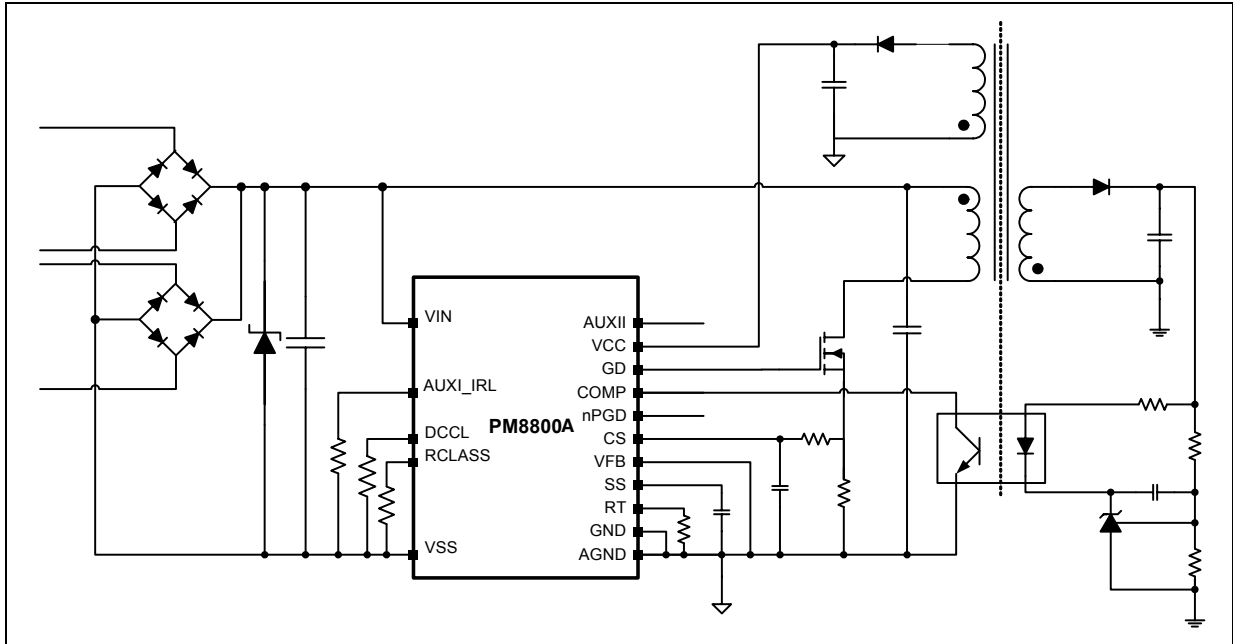 VIN
AUXI_IRL
DCCL
RCLASS
VSS
PM8800A
AUXII
VCC
GD
COMP
nPGD
CS
VFB
SS
RT
GND
AGND